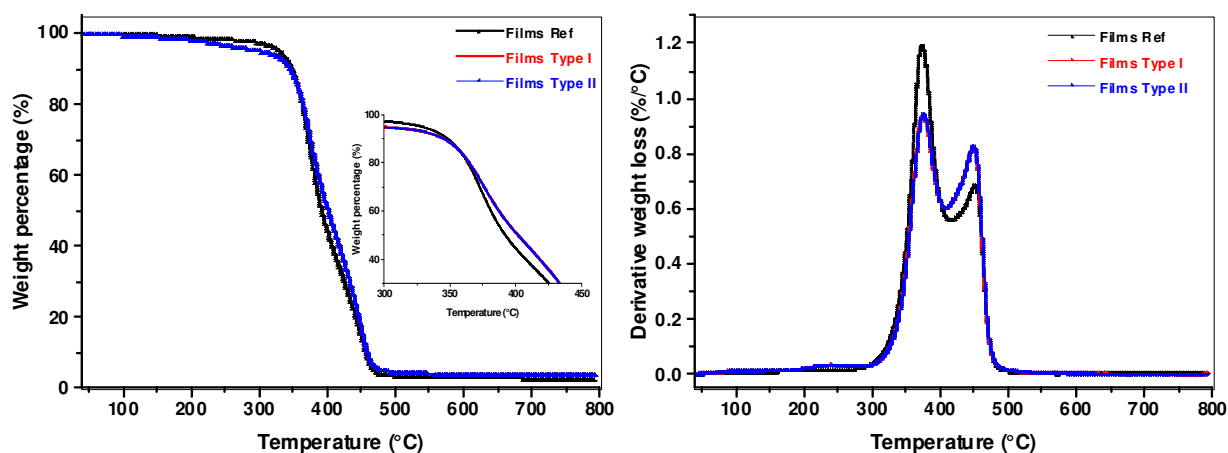 Films Ref
Films Type I
Films Type II
Weight percentage (%)
100
80
60
40
20
0
100 200 300 400 500 600 700 800
Temperature (°C)
Weight percentage (%)
100
90
80
70
60
50
40
300 350 400 450
Temperature (°C)
Films Ref
Films Type I
Films Type II
Derivative weight loss (%/°C)
1.2
1.0
0.8
0.6
0.4
0.2
0.0
100 200 300 400 500 600 700 800
Temperature (°C)